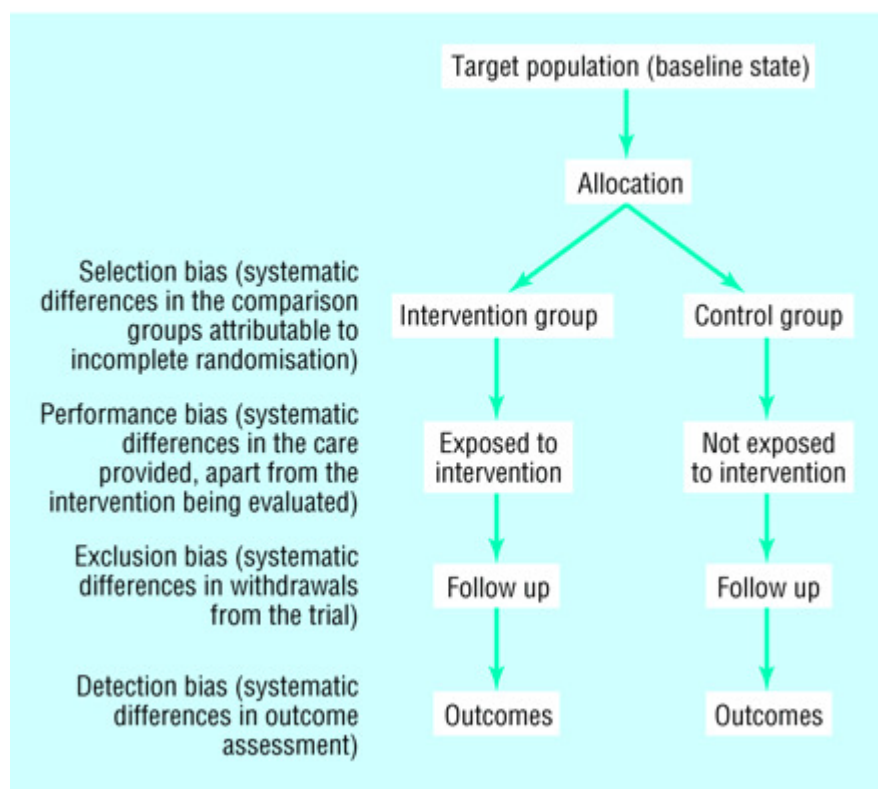 Target population (baseline state)
Allocation
Selection bias (systematic
differences in the comparison
groups attributable to
incomplete randomisation)
Intervention group
Control group
Performance bias (systematic
differences in the care
provided, apart from the
intervention being evaluated)
Exposed to
intervention
Not exposed
to intervention
Exclusion bias (systematic
differences in withdrawals
from the trial)
Follow up
Follow up
Detection bias (systematic
differences in outcome
assessment)
Outcomes
Outcomes